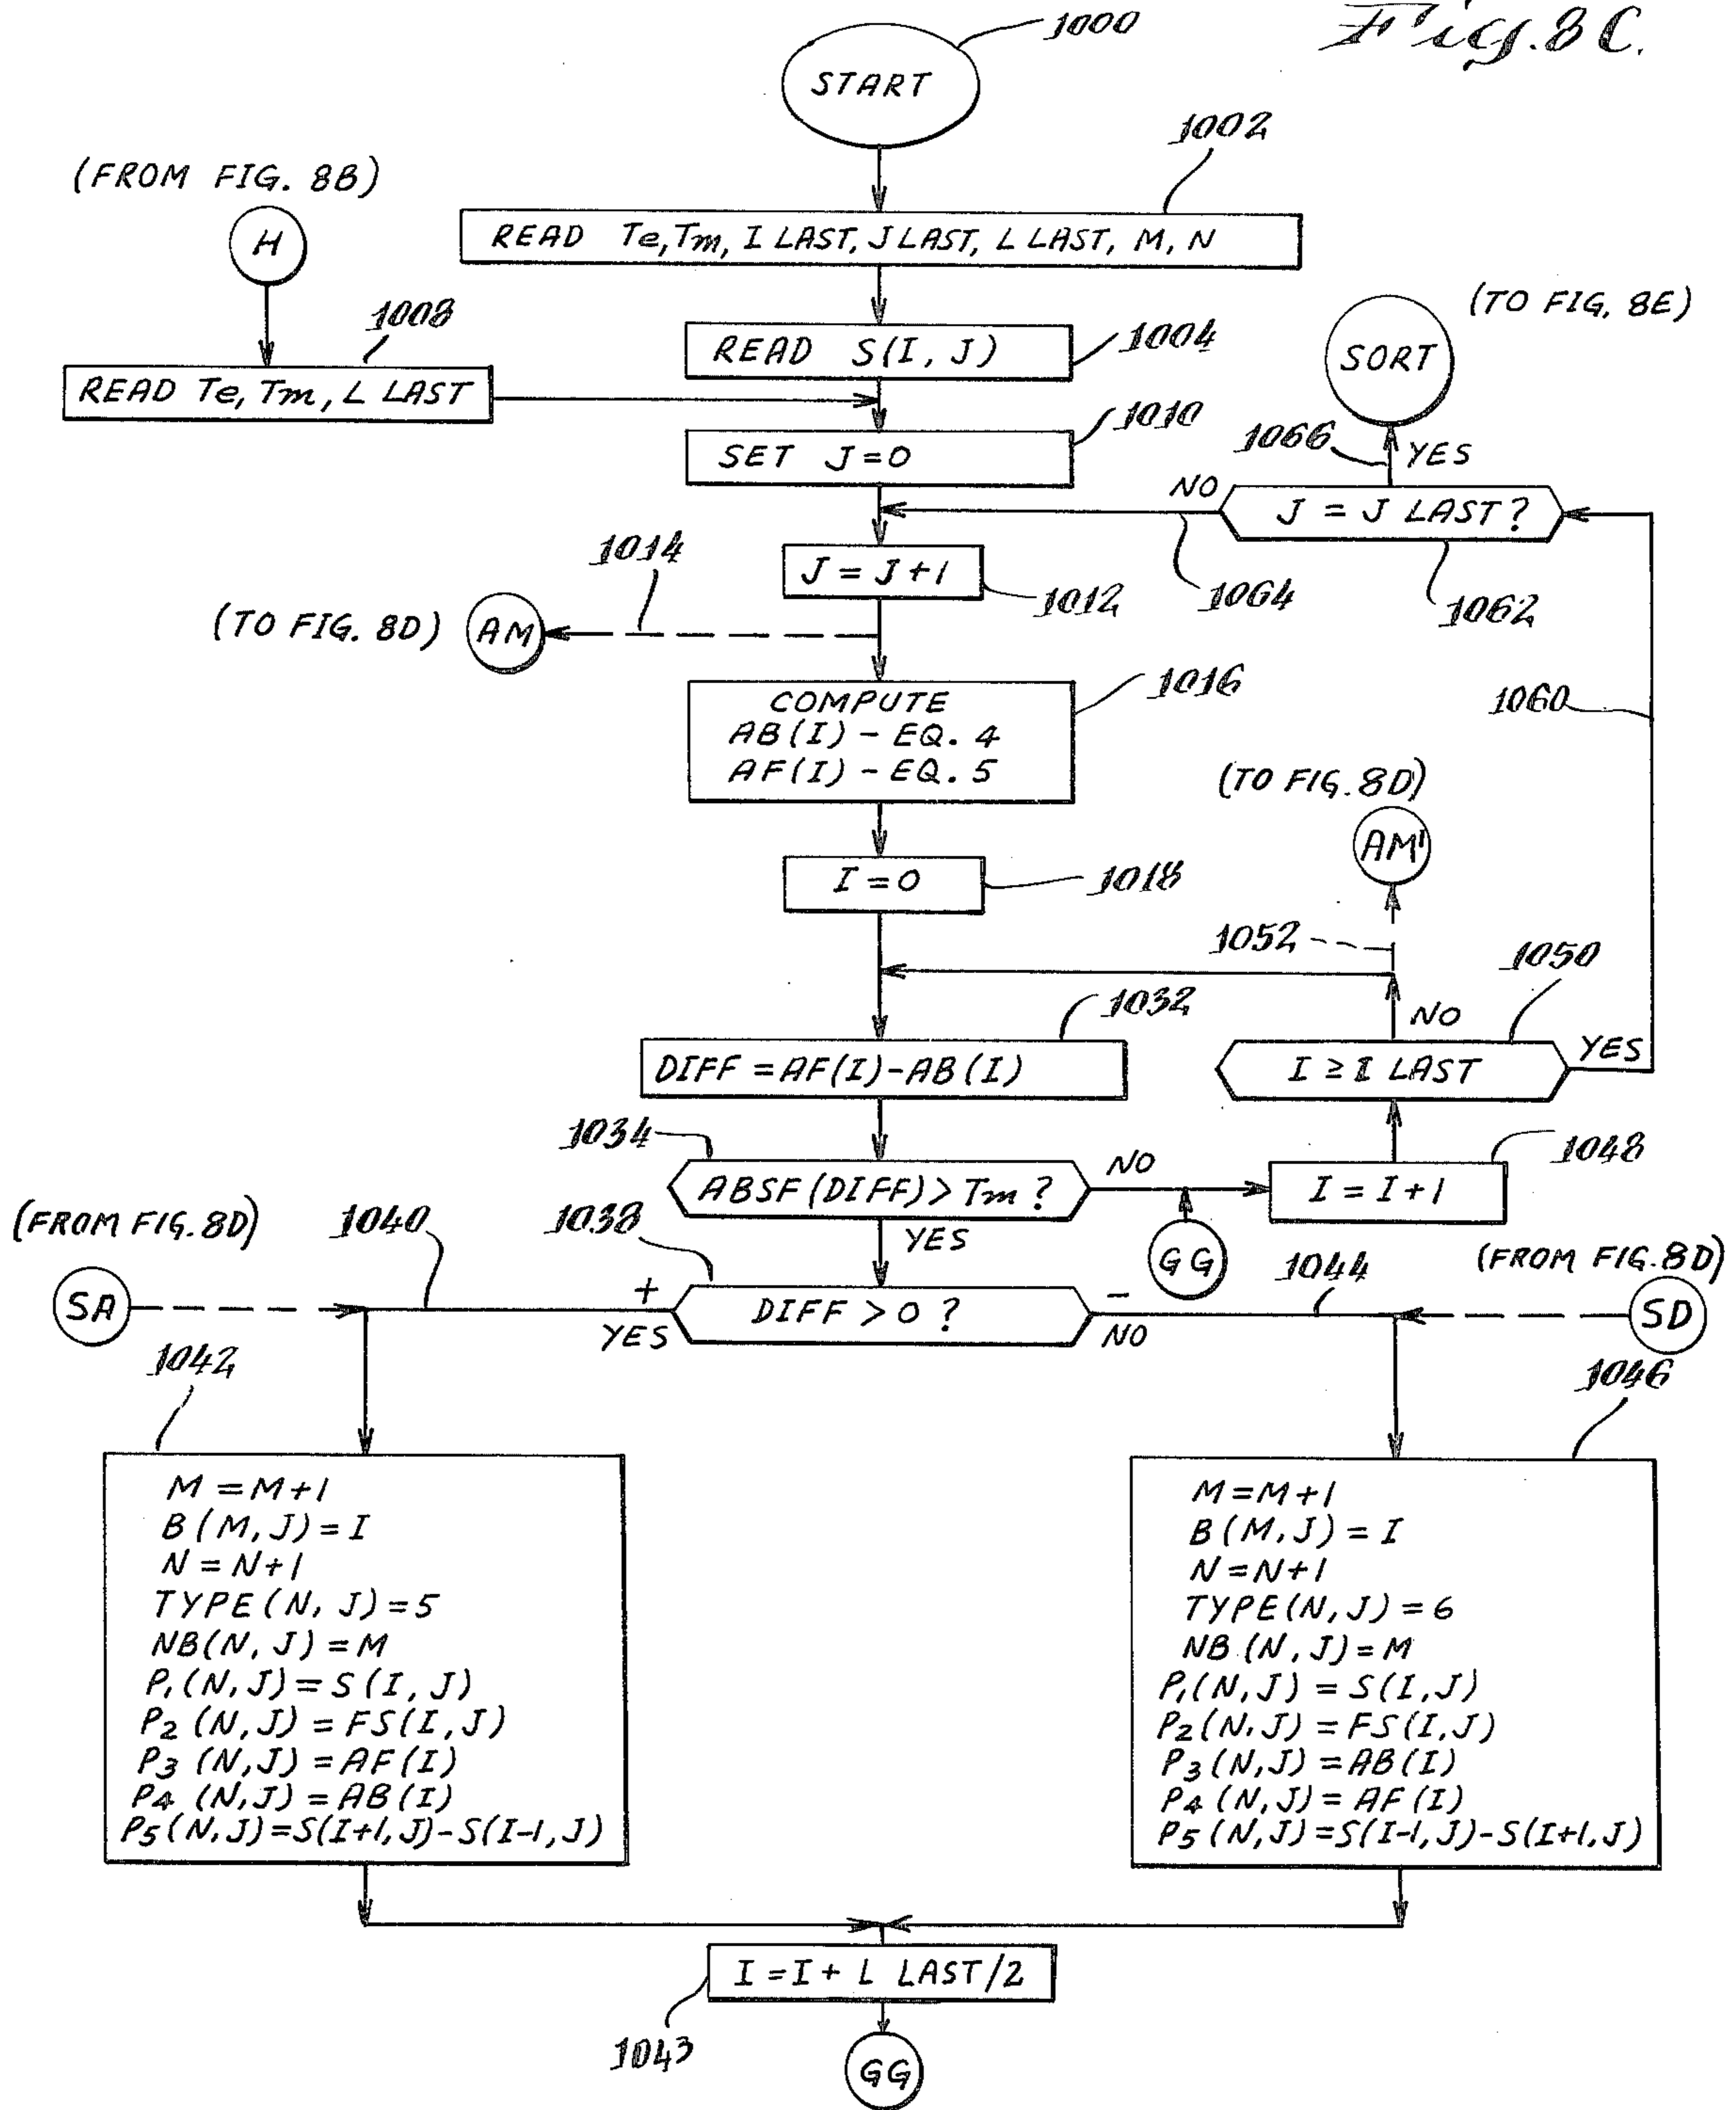 Fig. 8C.
START
1000
1002
(FROM FIG. 8B)
H
READ Te, Tm, I LAST, J LAST, L LAST, M, N
(TO FIG. 8E)
1008
READ S(I, J)
1004
SORT
READ Te, Tm, L LAST
1010
SET J=0
1066
YES
NO
J = J LAST?
1014
J = J+1
1012
1064
1062
(TO FIG. 8D)
AM
COMPUTE
AB(I) - EQ. 4
AF(I) - EQ. 5
1016
1060
(TO FIG. 8D)
AM'
I = 0
1018
1052
1050
1032
NO
DIFF = AF(I)-AB(I)
I ≥ I LAST
YES
1034
ABSF(DIFF) > Tm ?
NO
I = I+1
1048
(FROM FIG. 8D)
1040
1038
YES
GG
1044
(FROM FIG. 8D)
SA
+
YES
DIFF > 0 ?
-
NO
SD
1042
1046
M = M+1
B(M, J) = I
N = N+1
TYPE(N, J) = 5
NB(N, J) = M
P1(N,J) = S(I, J)
P2 (N,J) = FS(I,J)
P3 (N,J) = AF(I)
P4 (N,J) = AB(I)
P5(N,J) = S(I+1,J)-S(I-1,J)
M = M+1
B(M, J) = I
N = N+1
TYPE(N,J) = 6
NB (N,J) = M
P1(N,J) = S(I,J)
P2(N,J) = FS(I,J)
P3(N,J) = AB(I)
P4(N,J) = AF(I)
P5(N,J) = S(I-1,J)-S(I+1,J)
I = I + L LAST/2
1043
GG